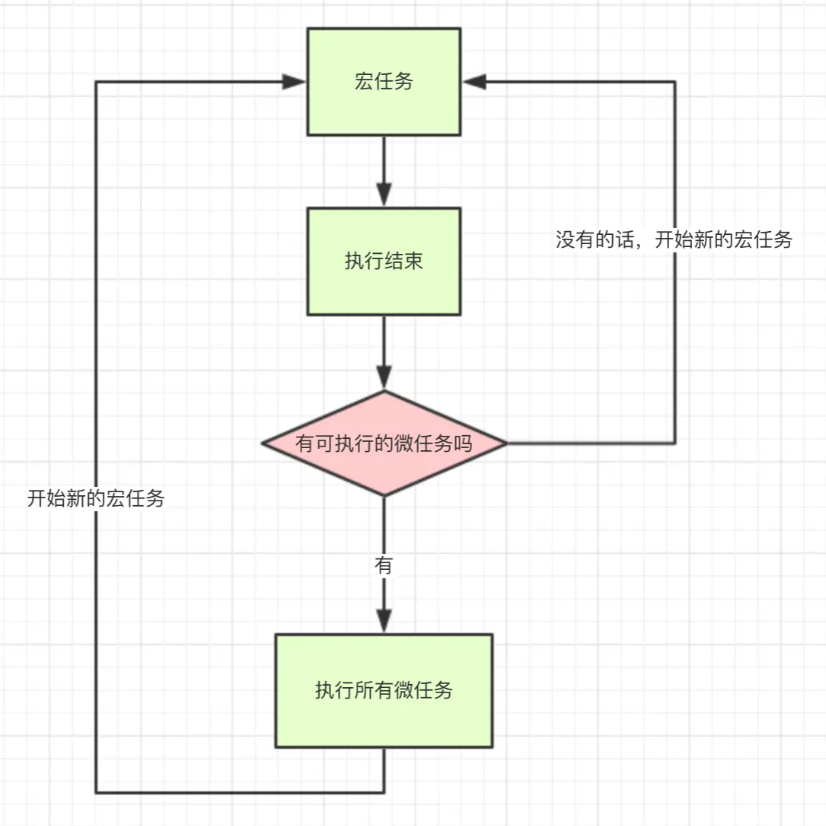 宏任务
执行结束
没有的话，开始新的宏任务
有可执行的微任务吗
开始新的宏任务
有
执行所有微任务